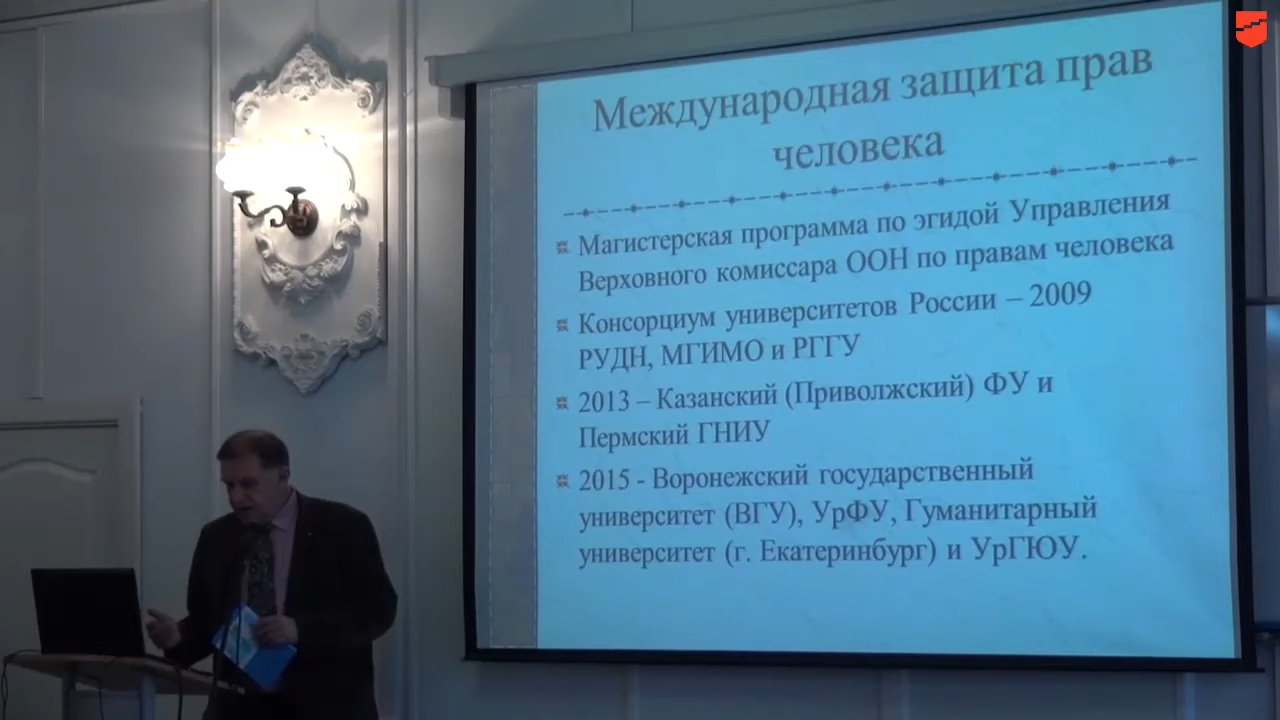 Международная защита прав
человека
Магистерская программа по эгидой Управления
Верховного комиссара ООН по правам человека
Консорциум университетов России – 2009
РУДН, МГИМО и РГГУ
2013 – Казанский (Приволжский) ФУ и
Пермский ГНИУ
2015 - Воронежский государственный
университет (ВГУ), УрФУ, Гуманитарный
университет (г. Екатеринбург) и УрГЮУ.